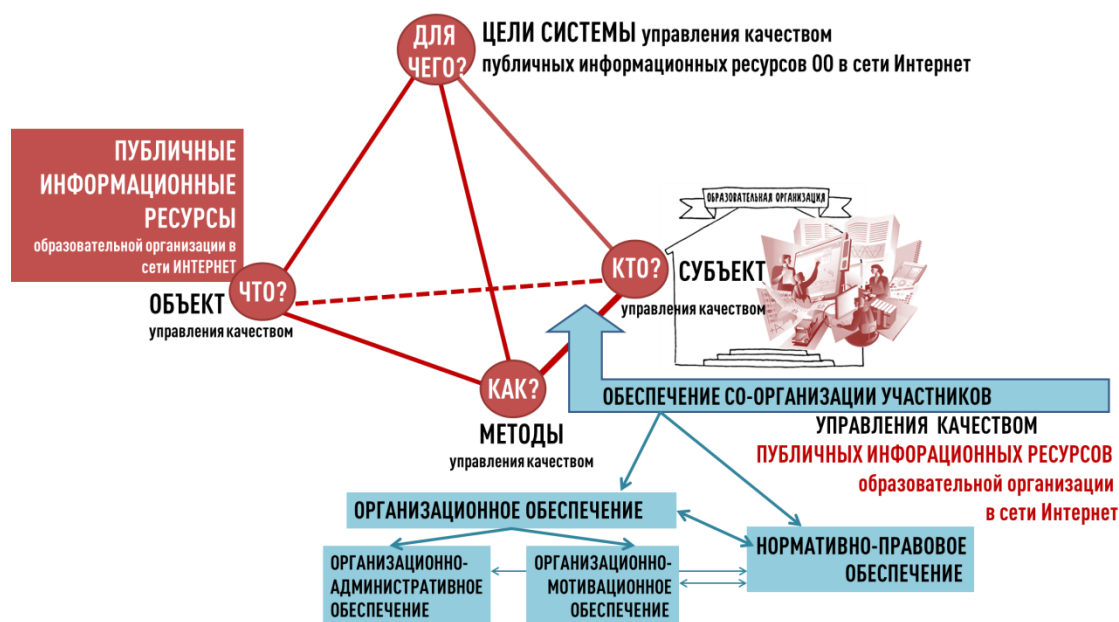 ДЛЯ
ЧЕГО?
ЦЕЛИ СИСТЕМЫ управления качеством
публичных информационных ресурсов ОО в сети Интернет
ПУБЛИЧНЫЕ
ИНФОРМАЦИОННЫЕ
РЕСУРСЫ
образовательной организации в
сети ИНТЕРНЕТ
ОБРАЗОВАТЕЛЬНАЯ ОРГАНИЗАЦИЯ
КТО?
СУБЪЕКТ
управления качеством
ЧТО?
ОБЪЕКТ
управления качеством
КАК?
МЕТОДЫ
управления качеством
ОБЕСПЕЧЕНИЕ СО-ОРГАНИЗАЦИИ УЧАСТНИКОВ
УПРАВЛЕНИЯ КАЧЕСТВОМ
ПУБЛИЧНЫХ ИНФОРАЦИОННЫХ РЕСУРСОВ
образовательной организации
в сети Интернет
ОРГАНИЗАЦИОННОЕ ОБЕСПЕЧЕНИЕ
НОРМАТИВНО-ПРАВОВОЕ
ОБЕСПЕЧЕНИЕ
ОРГАНИЗАЦИОННО-
АДМИНИСТРАТИВНОЕ
ОБЕСПЕЧЕНИЕ
ОРГАНИЗАЦИОННО-
МОТИВАЦИОННОЕ
ОБЕСПЕЧЕНИЕ